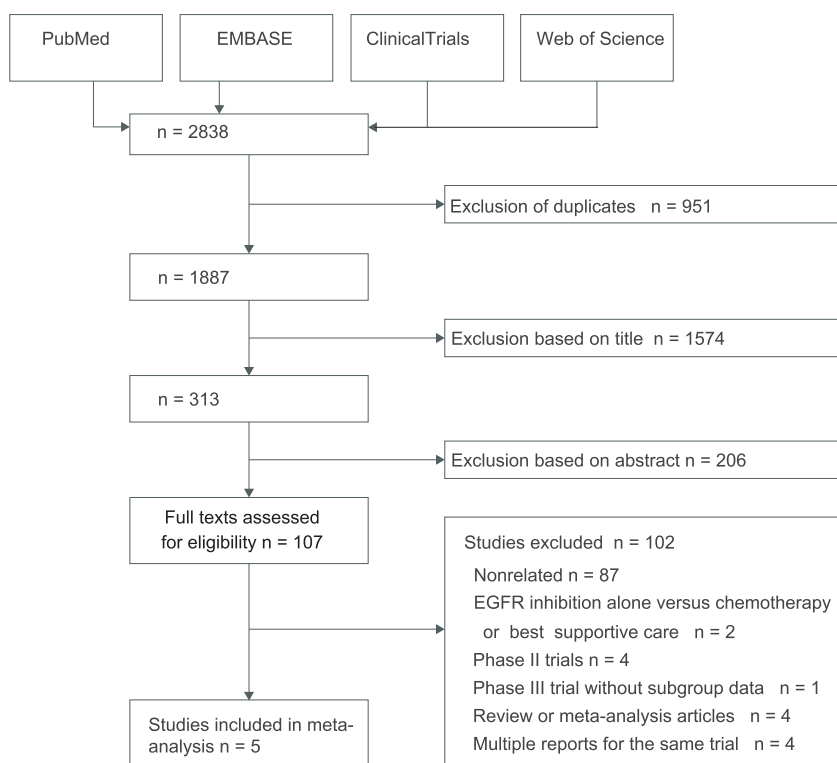 PubMed
EMBASE
ClinicalTrials
Web of Science
n = 2838
Exclusion of duplicates n = 951
n = 1887
Exclusion based on title n = 1574
n = 313
Exclusion based on abstract n = 206
Full texts assessed
for eligibility n = 107
Studies excluded n = 102
Nonrelated n = 87
EGFR inhibition alone versus chemotherapy
or best supportive care n = 2
Phase II trials n = 4
Phase III trial without subgroup data n = 1
Review or meta-analysis articles n = 4
Multiple reports for the same trial n = 4
Studies included in meta-
analysis n = 5